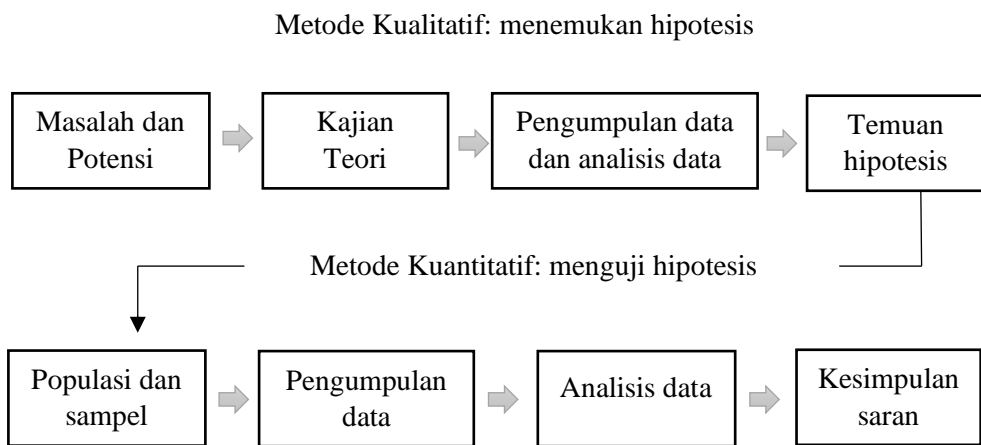 Metode Kualitatif: menemukan hipotesis
Masalah dan
Potensi
Kajian
Teori
Pengumpulan data
dan analisis data
Temuan
hipotesis
Metode Kuantitatif: menguji hipotesis
Populasi dan
sampel
Pengumpulan
data
Analisis data
Kesimpulan
saran